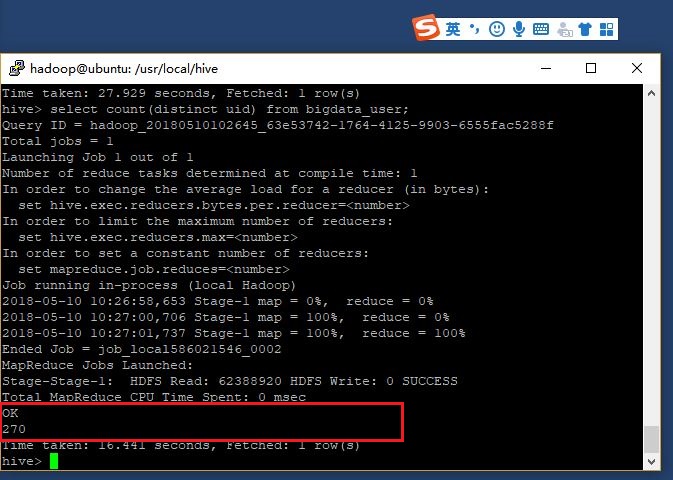 英
hadoop@ubuntu: /usr/local/hive
Time taken: 27.929 seconds, Fetched: 1 row(s)
hive> select count(distinct uid) from bigdata_user;
Query ID = hadoop_20180510102645_63e53742-1764-4125-9903-6555fac5288f
Total jobs = 1
Launching Job 1 out of 1
Number of reduce tasks determined at compile time: 1
In order to change the average load for a reducer (in bytes):
  set hive.exec.reducers.bytes.per.reducer=<number>
In order to limit the maximum number of reducers:
  set hive.exec.reducers.max=<number>
In order to set a constant number of reducers:
  set mapreduce.job.reduces=<number>
Job running in-process (local Hadoop)
2018-05-10 10:26:58,653 Stage-1 map = 0%,  reduce = 0%
2018-05-10 10:27:00,706 Stage-1 map = 100%,  reduce = 0%
2018-05-10 10:27:01,737 Stage-1 map = 100%,  reduce = 100%
Ended Job = job_local586021546_0002
MapReduce Jobs Launched:
Stage-Stage-1:  HDFS Read: 62388920 HDFS Write: 0 SUCCESS
Total MapReduce CPU Time Spent: 0 msec
OK
270
Time taken: 16.441 seconds, Fetched: 1 row(s)
hive>